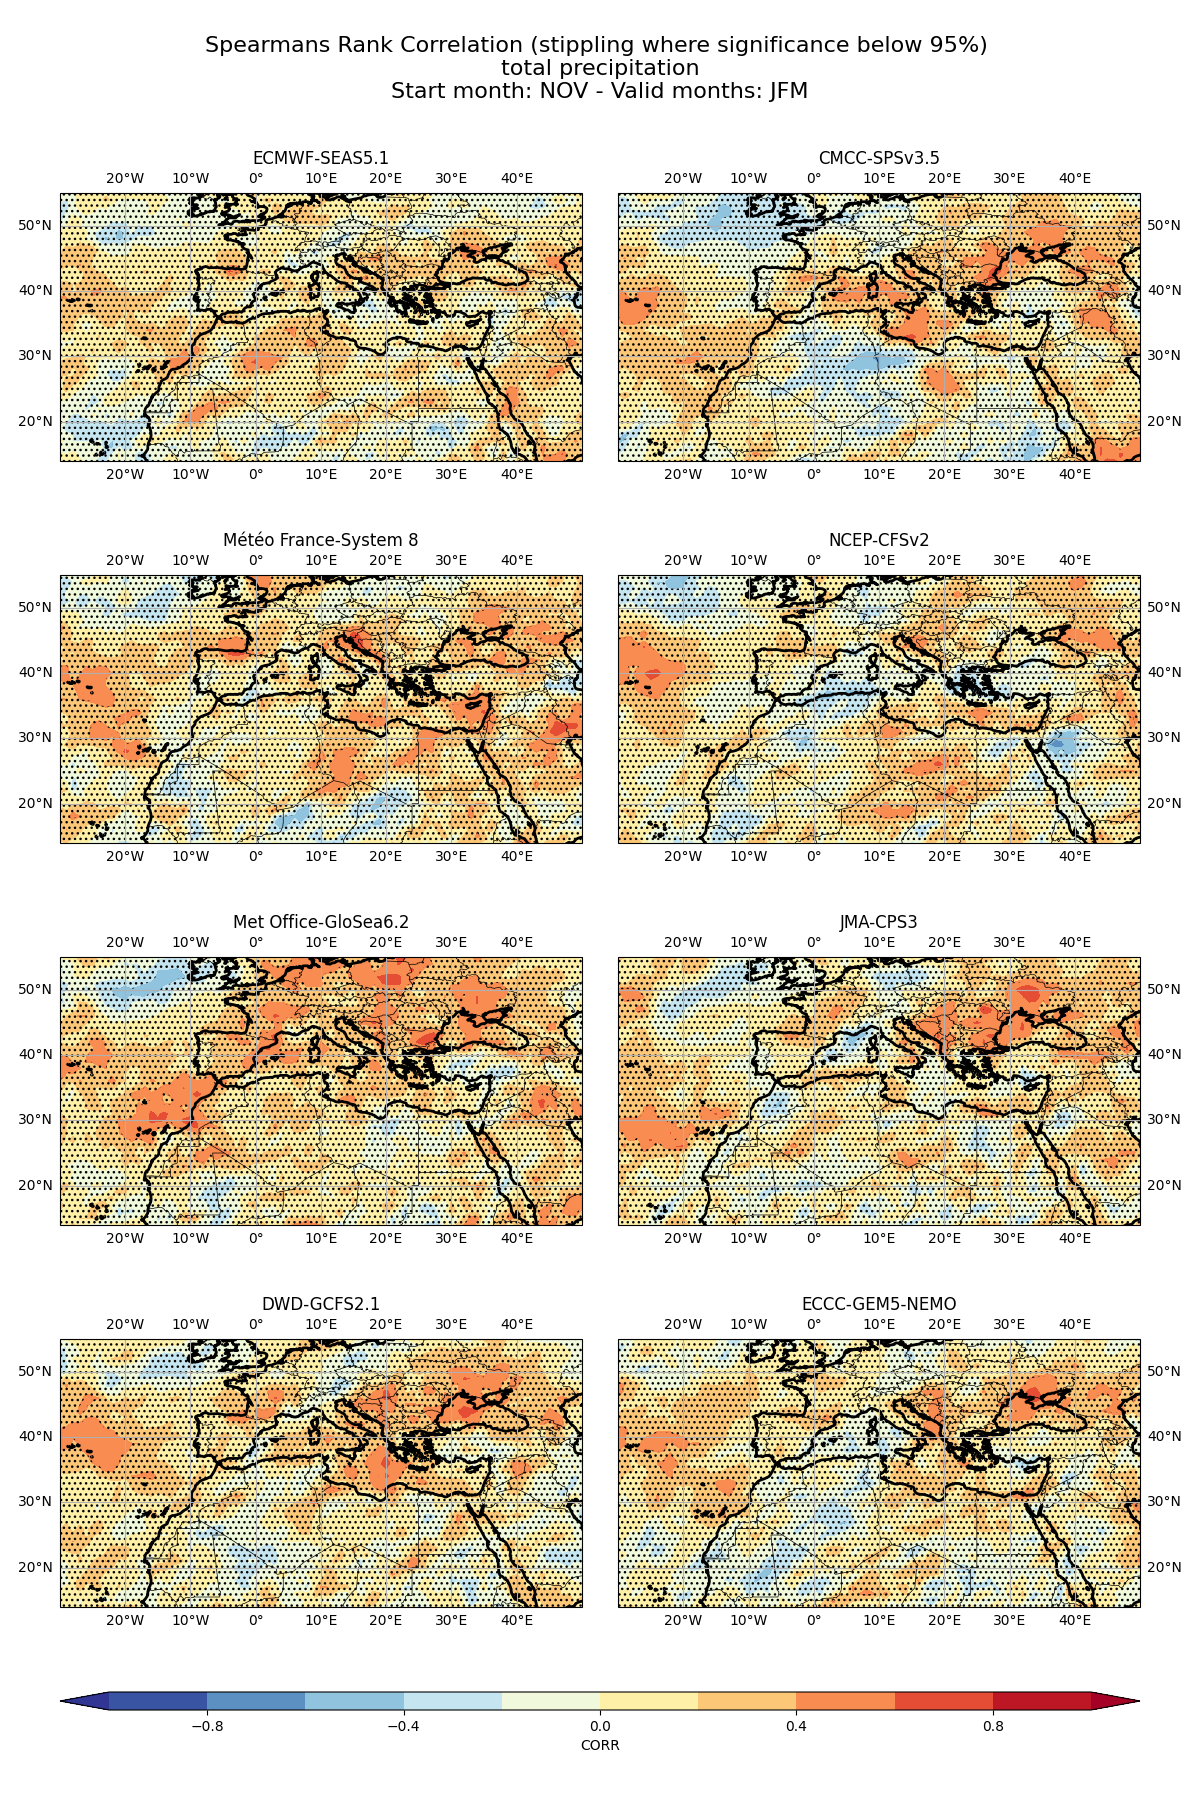 Spearmans Rank Correlation (stippling where significance below 95%)
total precipitation
Start month: NOV - Valid months: JFM
ECMWF-SEAS5.1
20°W 10°W 0° 10°E 20°E 30°E 40°E
50°N
40°N
30°N
20°N
20°W 10°W 0° 10°E 20°E 30°E 40°E
CMCC-SPSv3.5
20°W 10°W 0° 10°E 20°E 30°E 40°E
50°N
40°N
30°N
20°N
20°W 10°W 0° 10°E 20°E 30°E 40°E
Météo France-System 8
20°W 10°W 0° 10°E 20°E 30°E 40°E
50°N
40°N
30°N
20°N
20°W 10°W 0° 10°E 20°E 30°E 40°E
NCEP-CFSv2
20°W 10°W 0° 10°E 20°E 30°E 40°E
50°N
40°N
30°N
20°N
20°W 10°W 0° 10°E 20°E 30°E 40°E
Met Office-GloSea6.2
20°W 10°W 0° 10°E 20°E 30°E 40°E
50°N
40°N
30°N
20°N
20°W 10°W 0° 10°E 20°E 30°E 40°E
JMA-CPS3
20°W 10°W 0° 10°E 20°E 30°E 40°E
50°N
40°N
30°N
20°N
20°W 10°W 0° 10°E 20°E 30°E 40°E
DWD-GCFS2.1
20°W 10°W 0° 10°E 20°E 30°E 40°E
50°N
40°N
30°N
20°N
20°W 10°W 0° 10°E 20°E 30°E 40°E
ECCC-GEM5-NEMO
20°W 10°W 0° 10°E 20°E 30°E 40°E
50°N
40°N
30°N
20°N
20°W 10°W 0° 10°E 20°E 30°E 40°E
−0.8 −0.4 0.0 0.4 0.8
CORR